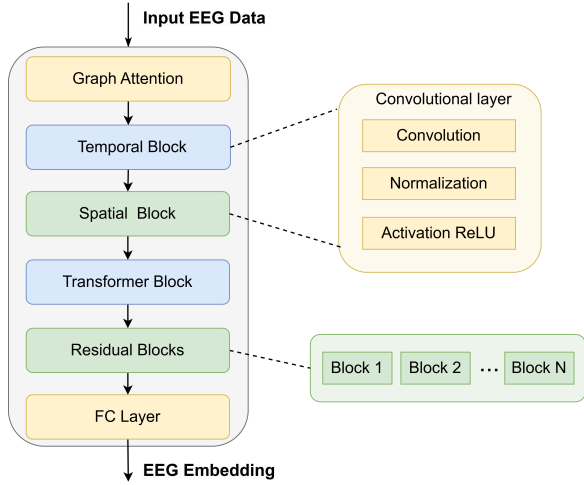 Input EEG Data
Graph Attention
Temporal Block
Spatial Block
Transformer Block
Residual Blocks
FC Layer
EEG Embedding
Convolutional layer
Convolution
Normalization
Activation ReLU
Block 1
Block 2
...
Block N